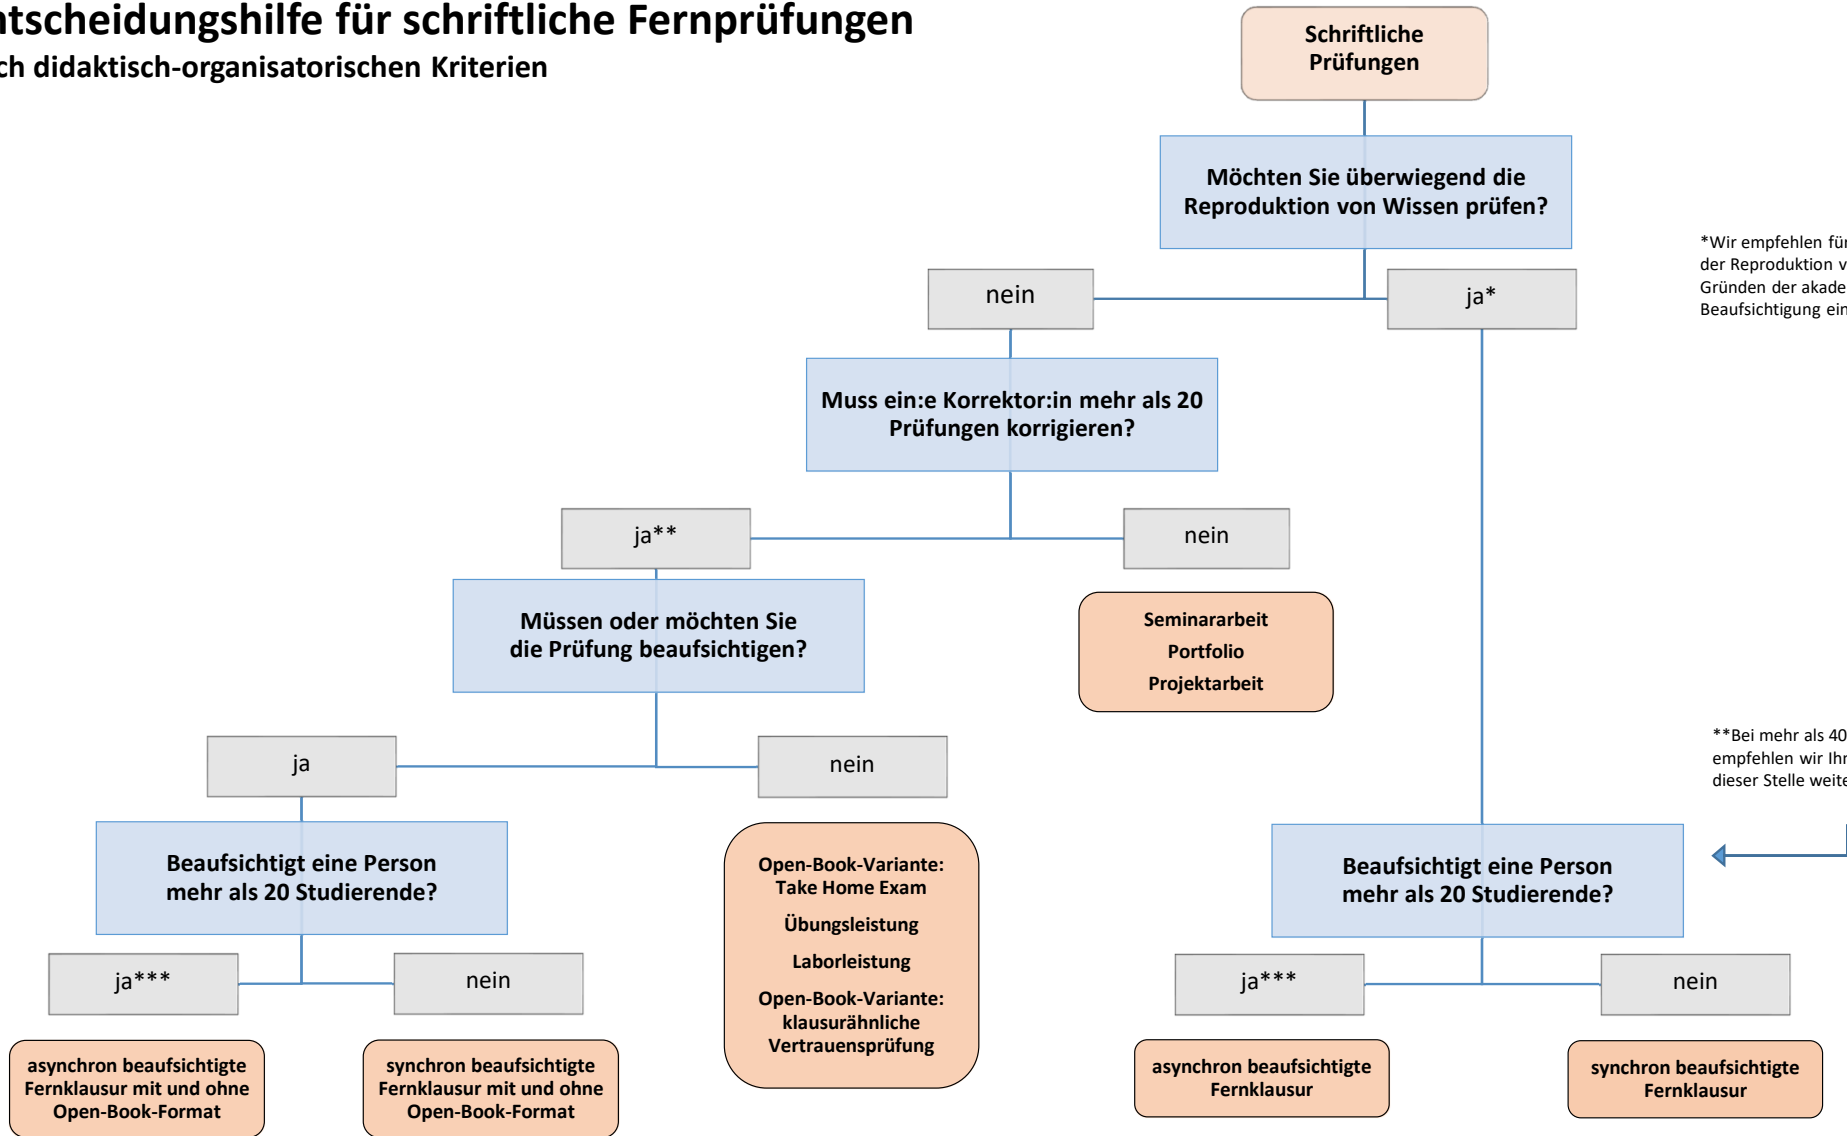 ntscheidungshilfe für schriftliche Fernprüfungen
ch didaktisch-organisatorischen Kriterien
Schriftliche
Prüfungen
Möchten Sie überwiegend die
Reproduktion von Wissen prüfen?
*Wir empfehlen für
der Reproduktion v
Gründen der akade
Beaufsichtigung ein
nein
ja*
Muss ein:e Korrektor:in mehr als 20
Prüfungen korrigieren?
ja**
nein
Müssen oder möchten Sie
die Prüfung beaufsichtigen?
Seminararbeit
Portfolio
Projektarbeit
ja
nein
**Bei mehr als 40
empfehlen wir Ihr
dieser Stelle weite
Beaufsichtigt eine Person
mehr als 20 Studierende?
Open-Book-Variante:
Take Home Exam
Übungsleistung
Laborleistung
Open-Book-Variante:
klausurähnliche
Vertrauensprüfung
Beaufsichtigt eine Person
mehr als 20 Studierende?
ja***
nein
ja***
nein
asynchron beaufsichtigte
Fernklausur mit und ohne
Open-Book-Format
synchron beaufsichtigte
Fernklausur mit und ohne
Open-Book-Format
asynchron beaufsichtigte
Fernklausur
synchron beaufsichtigte
Fernklausur